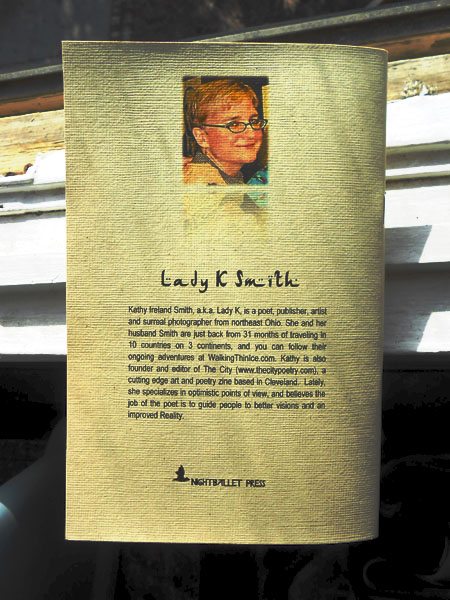 Lady K Smith
Kathy Ireland Smith, a.k.a. Lady K, is a poet, publisher, artist
and surreal photographer from northeast Ohio. She and her
husband Smith are just back from 31 months of traveling in
10 countries on 3 continents, and you can follow their
ongoing adventures at WalkingThinIce.com. Kathy is also
founder and editor of The City (www.thecitypoetry.com), a
cutting edge art and poetry zine based in Cleveland. Lately,
she specializes in optimistic points of view, and believes the
job of the poet is to guide people to better visions and an
improved Reality.
NIGHTBALLET PRESS